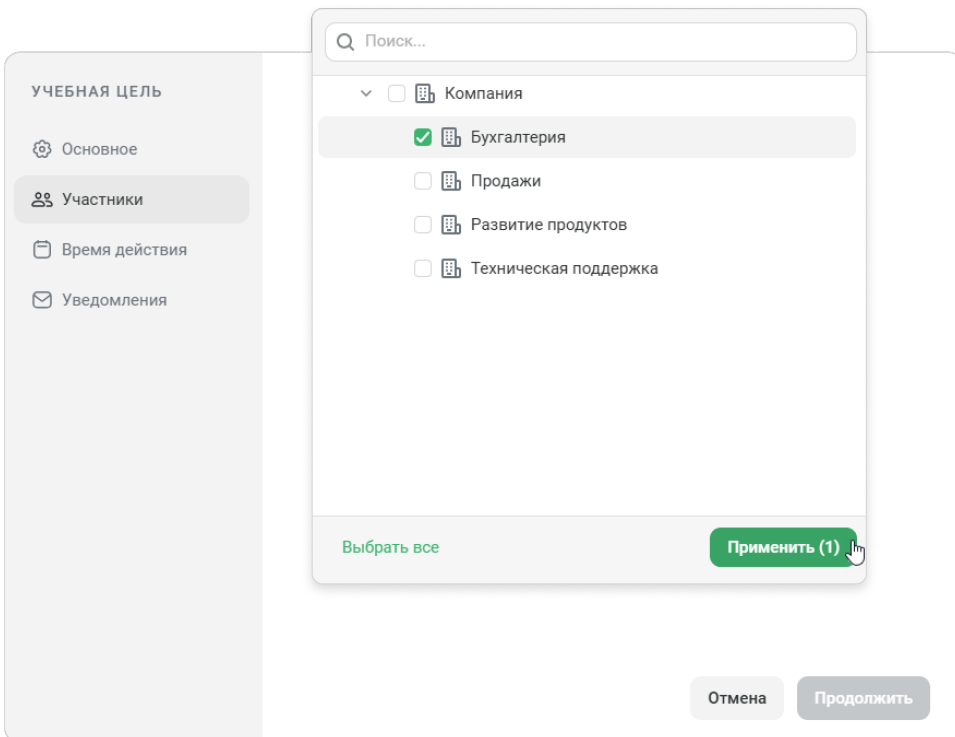 Поиск...
УЧЕБНАЯ ЦЕЛЬ
Основное
Участники
Время действия
Уведомления
Компания
Бухгалтерия
Продажи
Развитие продуктов
Техническая поддержка
Выбрать все
Применить (1)
Отмена
Продолжить